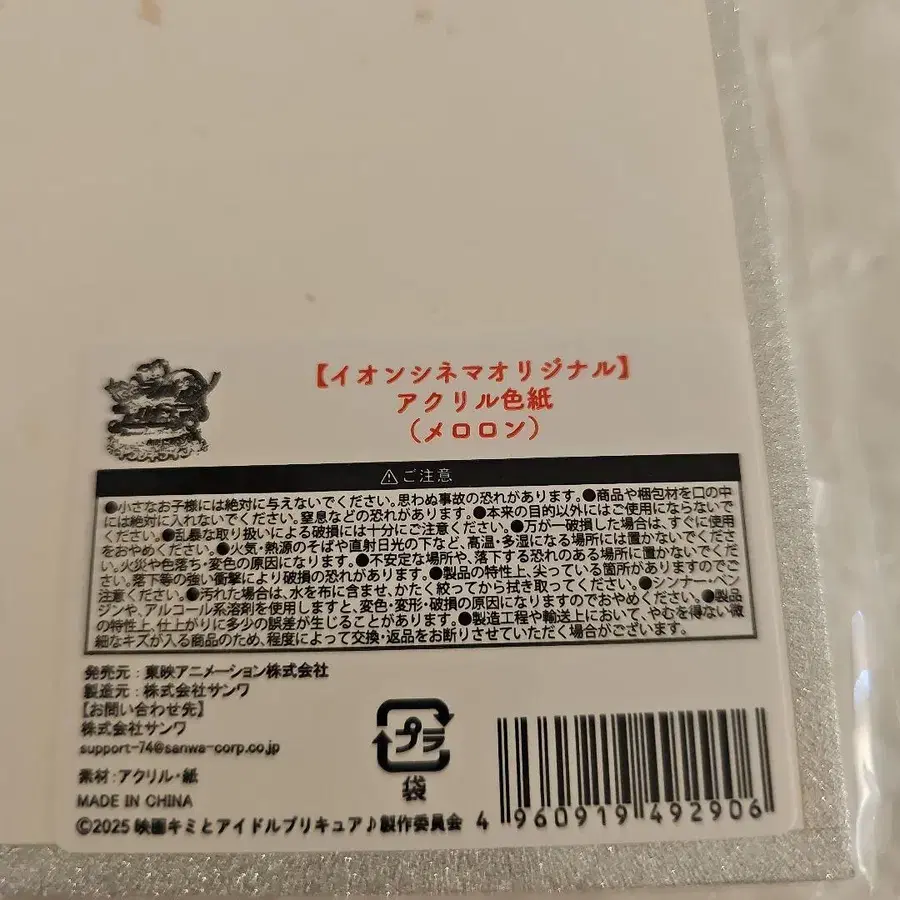 【イオンシネマオリジナル】
アクリル色紙
(メロロン)
⚠ご注意
●小さなお子様には絶対に与えないでください。思わぬ事故の恐れがあります。●商品や梱包材を口の中
には絶対に入れないでください。窒息などの恐れがあります。●本来の目的以外にはご使用にならないで
ください。●乱暴な取り扱いによる破損には十分にご注意ください。●万が一破損した場合は、すぐに使用
をおやめください。●火気・熱源のそばや直射日光の下など、高温・多湿になる場所には置かないでくださ
い。火災や色落ち・変色の原因になります。●不安定な場所や、落下する恐れのある場所に置かないでくだ
さい。落下等の強い衝撃により破損の恐れがあります。●製品の特性上、尖っている箇所がありますのでご
注意ください。●汚れた場合は、水を布に含ませ、かたく絞ってから拭き取ってください。●シンナー・ベン
ジンや、アルコール系溶剤を使用しますと、変色・変形・破損の原因になりますのでおやめください。●製品
の特性上、仕上がりに多少の誤差が生じることがあります。●製造工程や輸送上において、やむを得ない微
細なキズが入る商品のため、程度によって交換・返品をお断りさせていただく場合がございます。
発売元:東映アニメーション株式会社
製造元:株式会社サンワ
【お問い合わせ先】
株式会社サンワ
support-74@sanwa-corp.co.jp
素材:アクリル・紙
MADE IN CHINA
©2025 映画キミとアイドルプリキュア♪製作委員会
プラ
袋
4 960919 492906